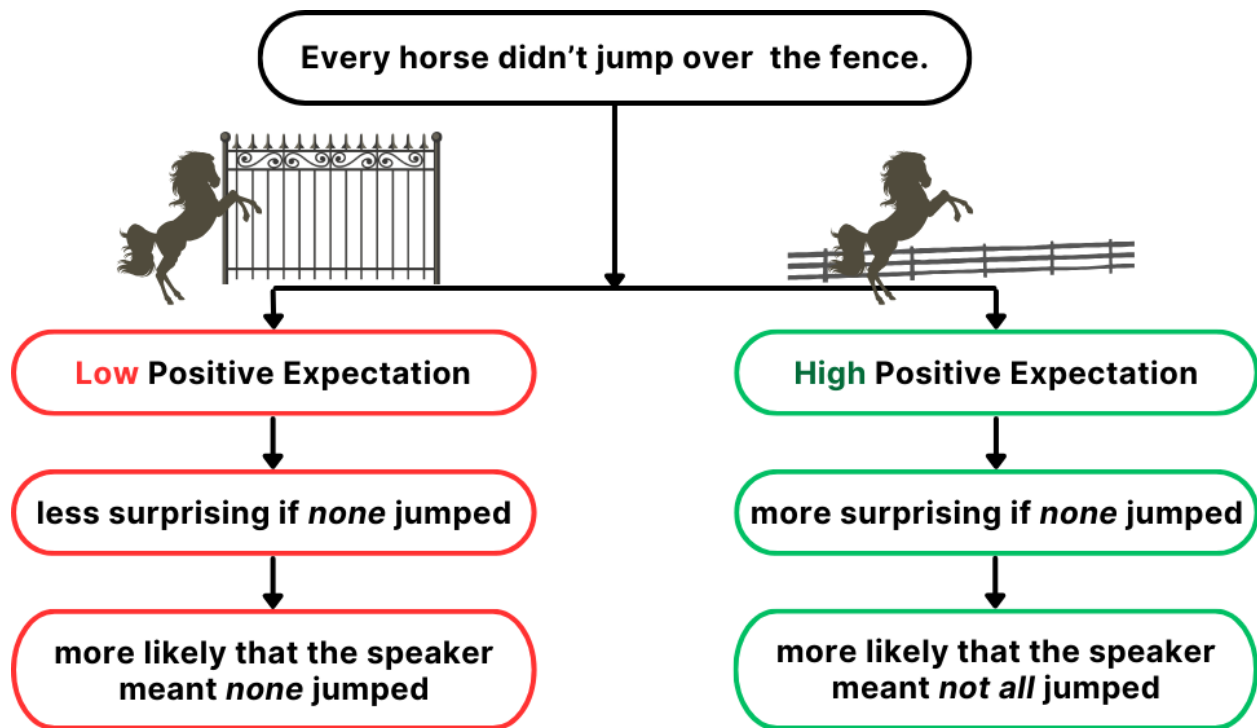 Every horse didn’t jump over the fence.
Low Positive Expectation
High Positive Expectation
less surprising if none jumped
more surprising if none jumped
more likely that the speaker
meant none jumped
more likely that the speaker
meant not all jumped